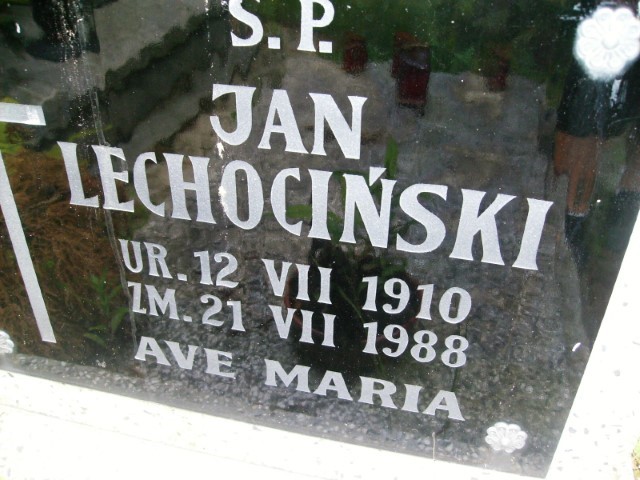 Ś.P.
JAN
LECHOCIŃSKI
UR. 12 VII 1910
ZM. 21 VII 1988
AVE MARIA